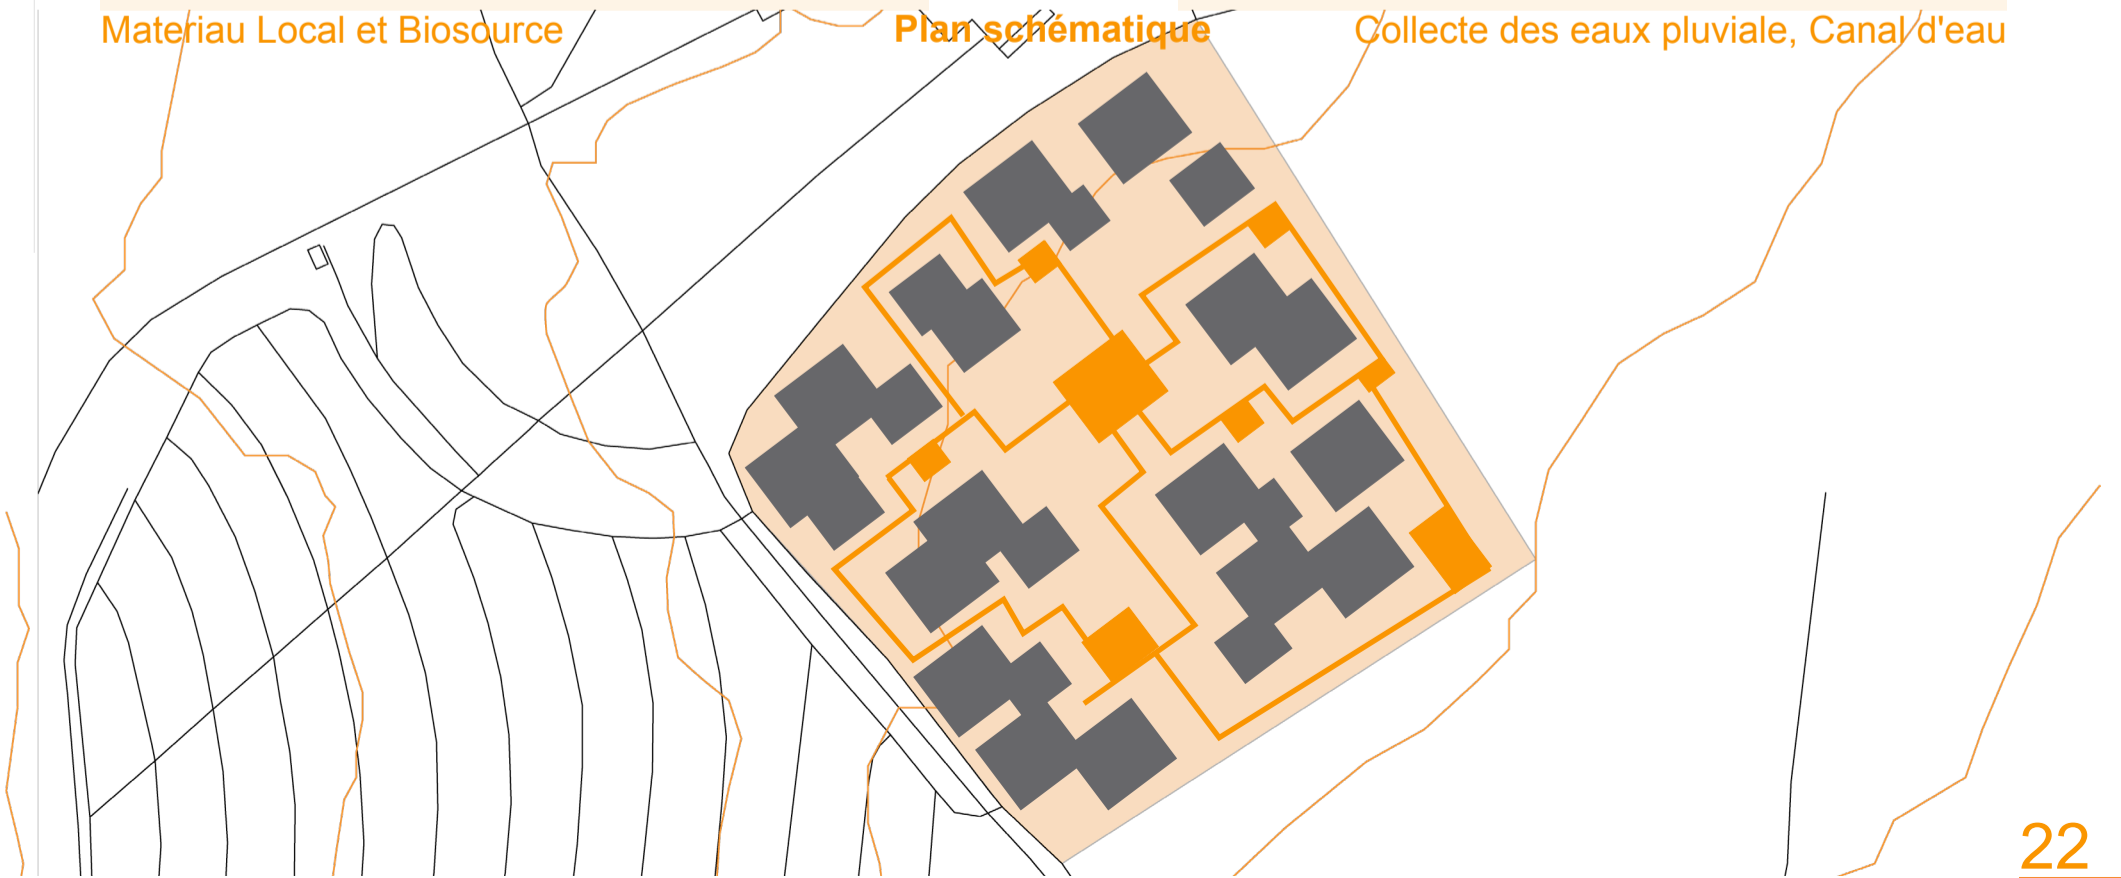 Materiau Local et Biosource
Plan schématique
Collecte des eaux pluviale, Canal d'eau
22